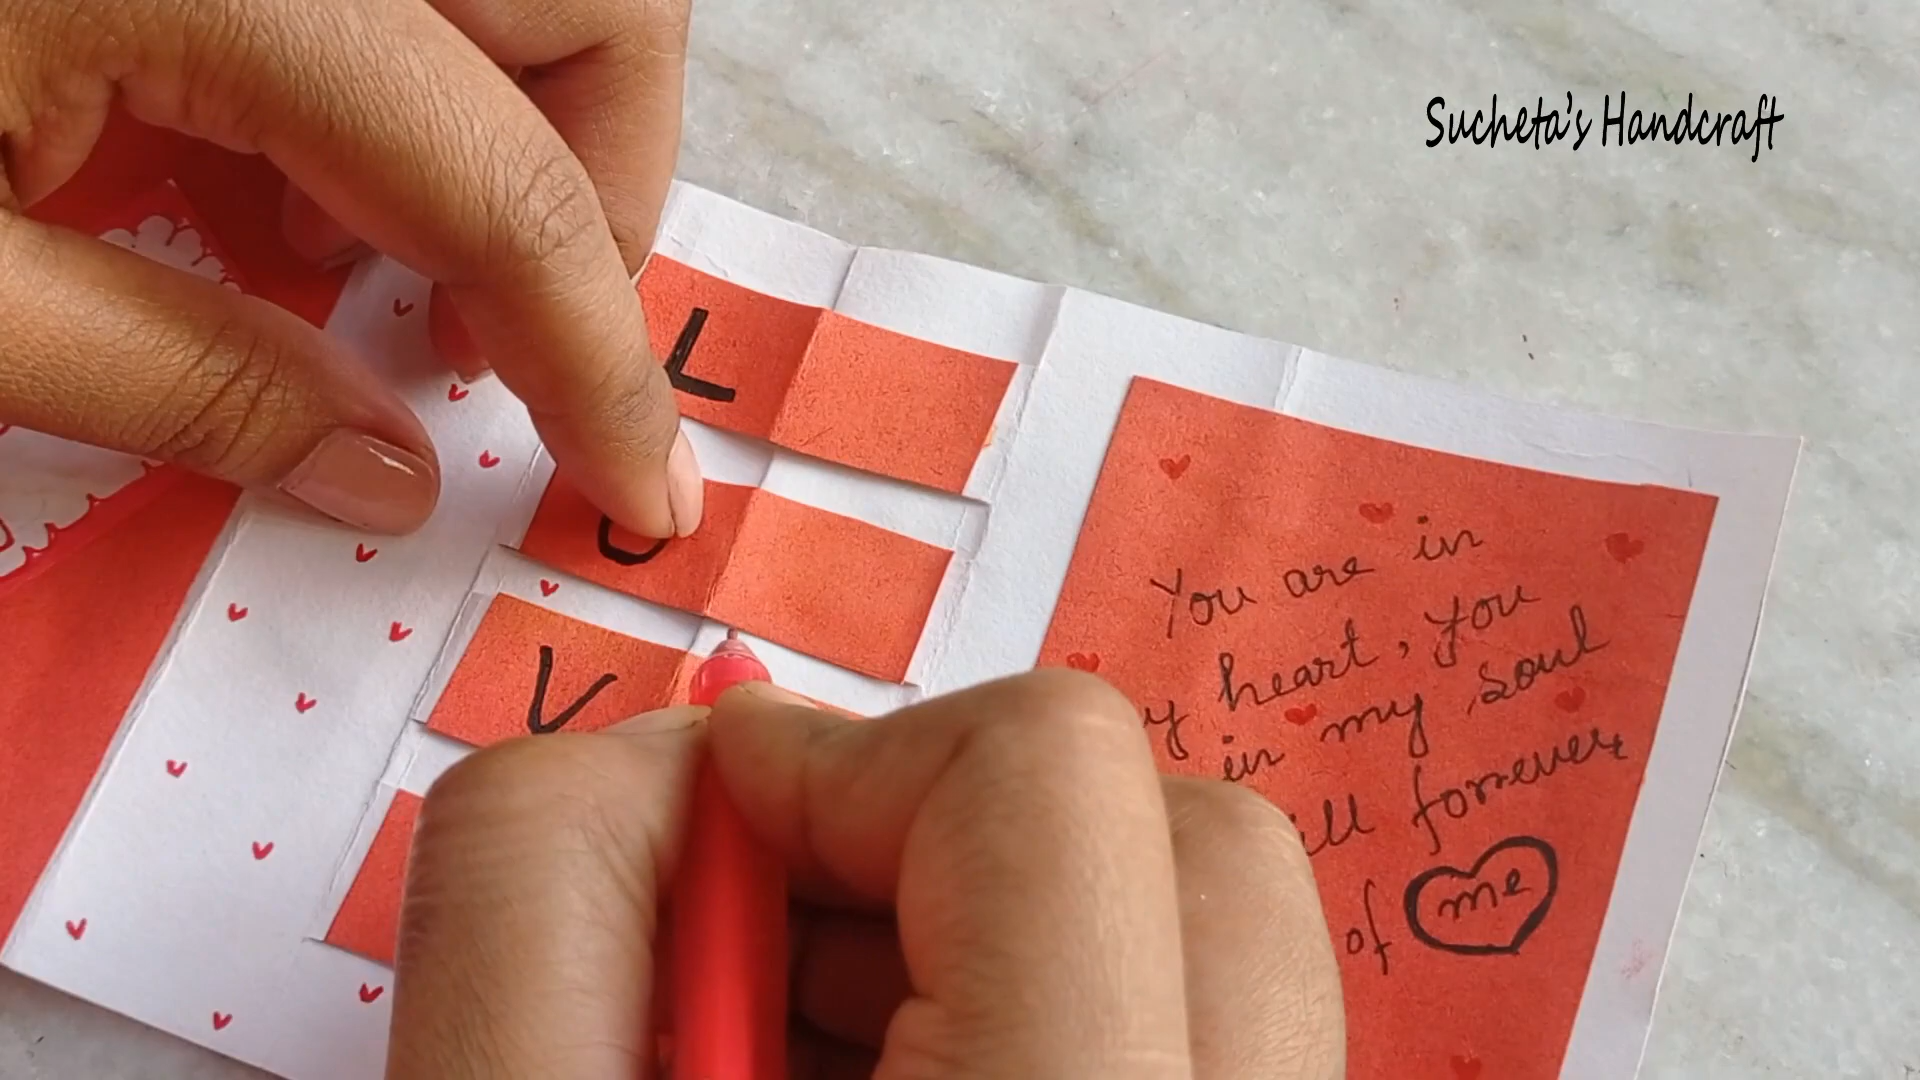 Sucheta's Handcraft
L
O
V
You are in
heart, you
in my soul
forever
of me